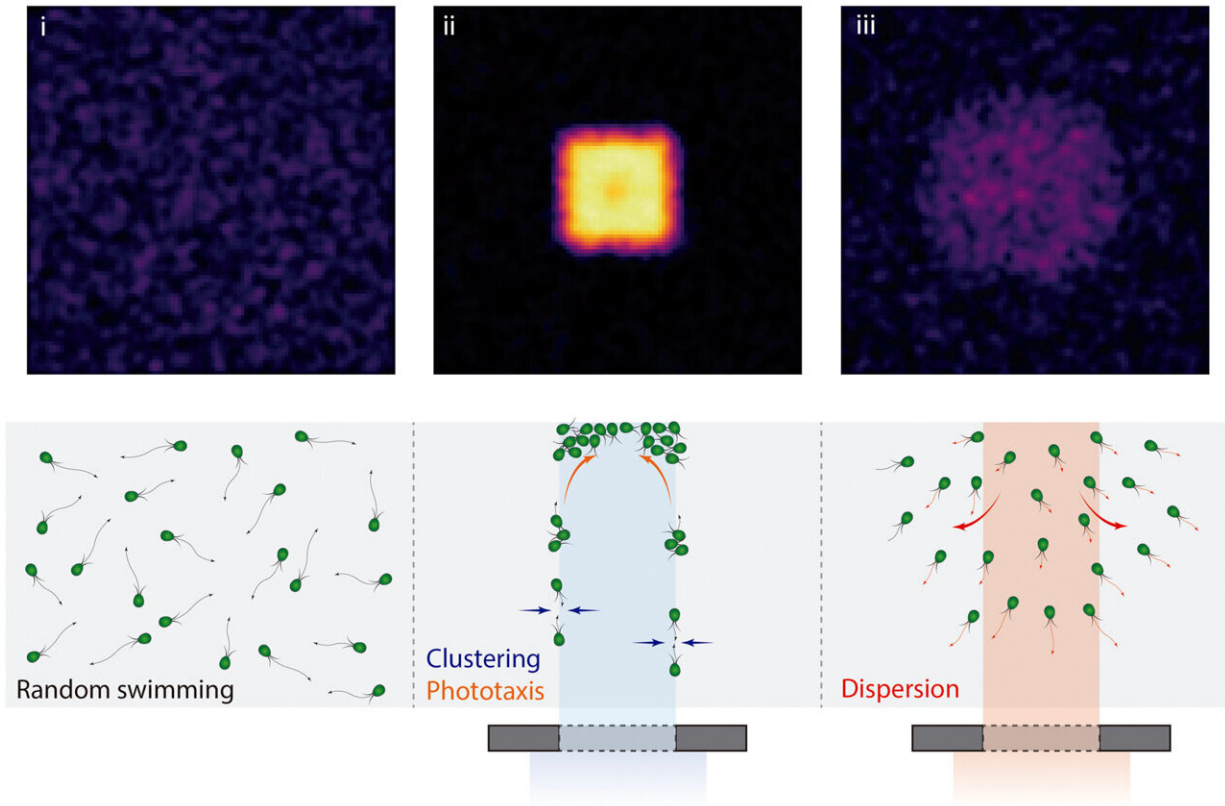 i
ii
iii
Random swimming
Clustering
Phototaxis
Dispersion